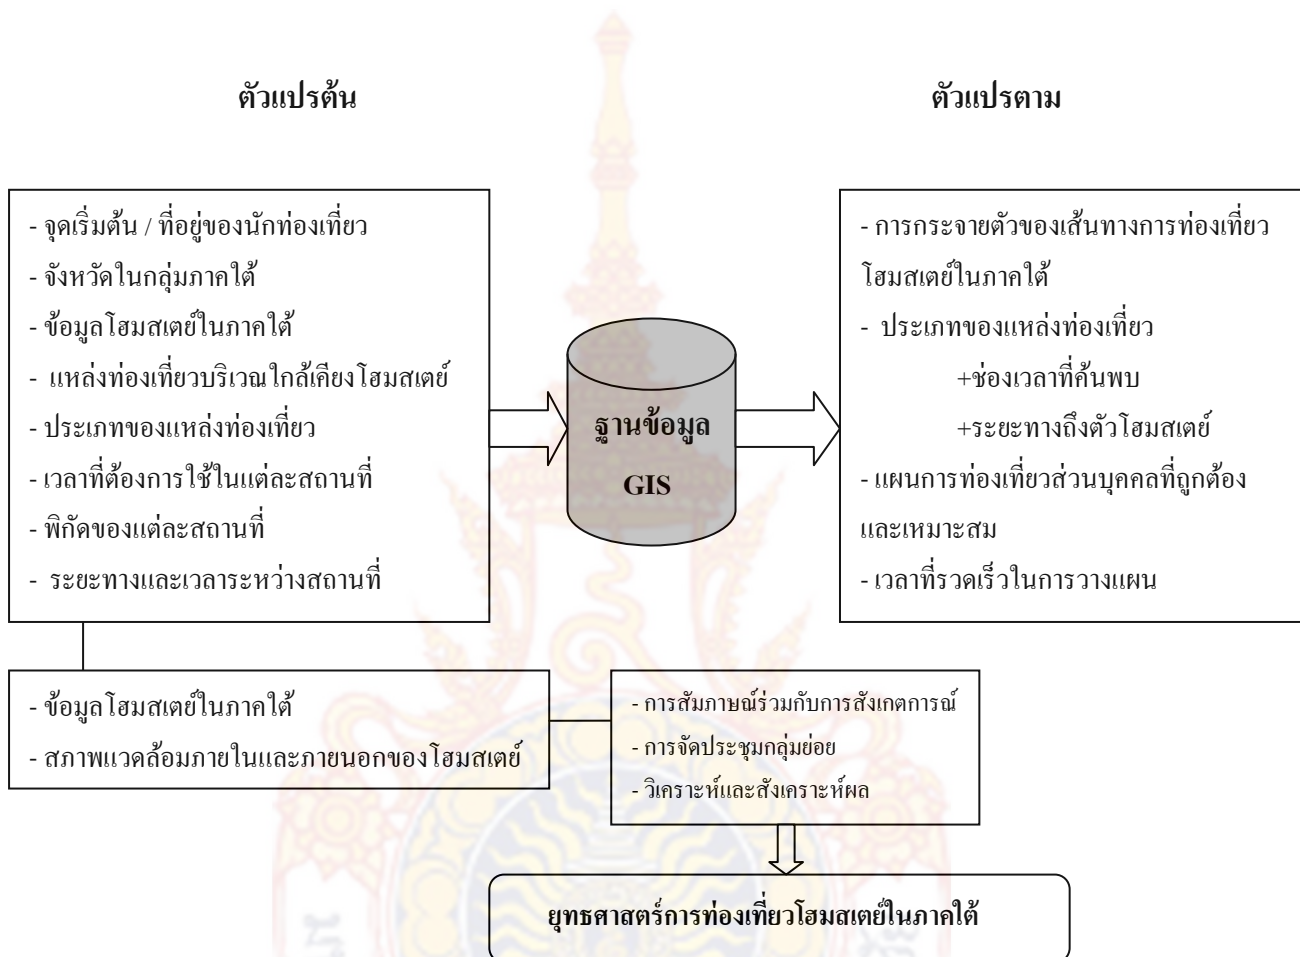 ตัวแปรต้น
ตัวแปรตาม
- จุดเริ่มต้น / ที่อยู่ของนักท่องเที่ยว
- จังหวัดในกลุ่มภาคใต้
- ข้อมูลโฮมสเตย์ในภาคใต้
- แหล่งท่องเที่ยวบริเวณใกล้เคียงโฮมสเตย์
- ประเภทของแหล่งท่องเที่ยว
- เวลาที่ต้องการใช้ในแต่ละสถานที่
- พิกัดของแต่ละสถานที่
- ระยะทางและเวลาระหว่างสถานที่
ฐานข้อมูล
GIS
- การกระจายตัวของเส้นทางการท่องเที่ยว
โฮมสเตย์ในภาคใต้
- ประเภทของแหล่งท่องเที่ยว
+ช่องเวลาที่ค้นพบ
+ระยะทางถึงตัวโฮมสเตย์
- แผนการท่องเที่ยวส่วนบุคคลที่ถูกต้อง
และเหมาะสม
- เวลาที่รวดเร็วในการวางแผน
- ข้อมูลโฮมสเตย์ในภาคใต้
- สภาพแวดล้อมภายในและภายนอกของโฮมสเตย์
- การสัมภาษณ์ร่วมกับการสังเกตการณ์
- การจัดประชุมกลุ่มย่อย
- วิเคราะห์และสังเคราะห์ผล
ยุทธศาสตร์การท่องเที่ยวโฮมสเตย์ในภาคใต้